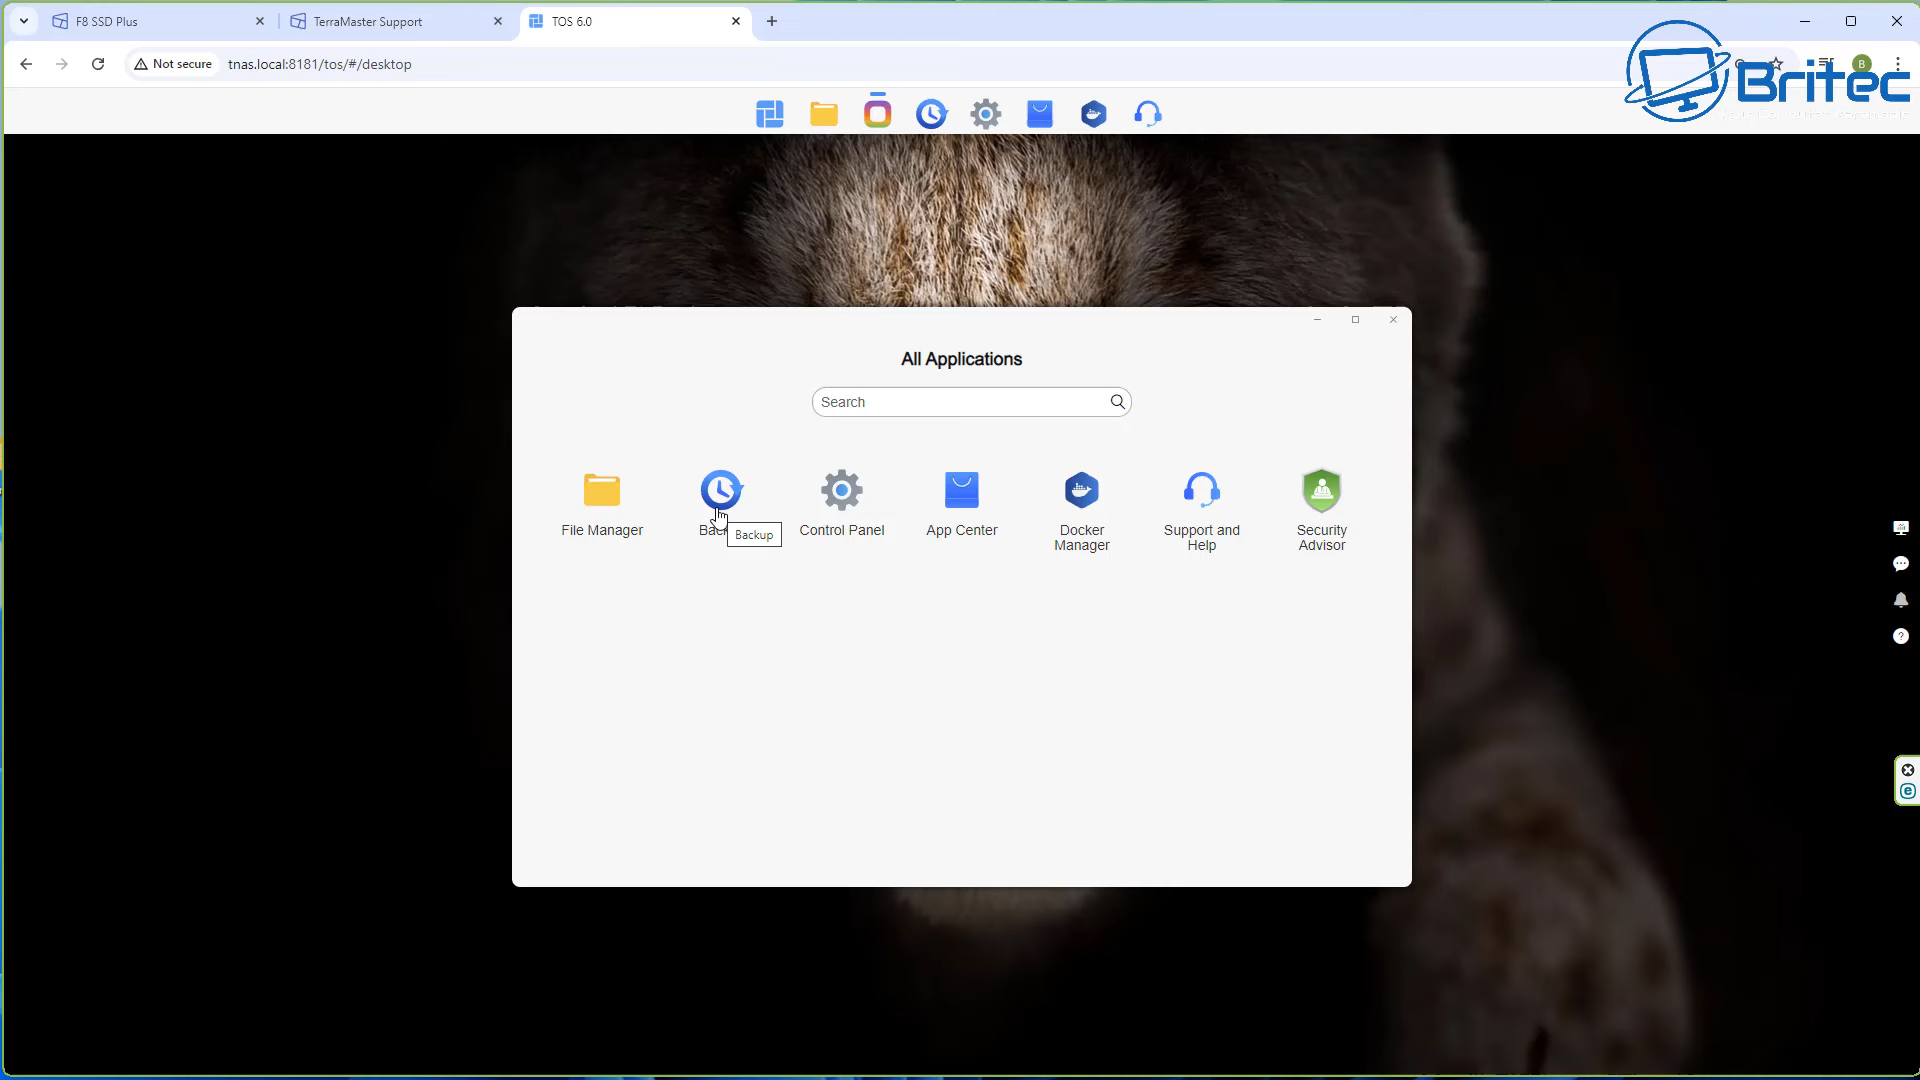 F8 SSD Plus
TerraMaster Support
TOS 6.0
Not secure
tnas.local:8181/tos/#/desktop
B
Britec
All Applications
Search
File Manager
Backup
Control Panel
App Center
Docker
Manager
Support and
Help
Security
Advisor